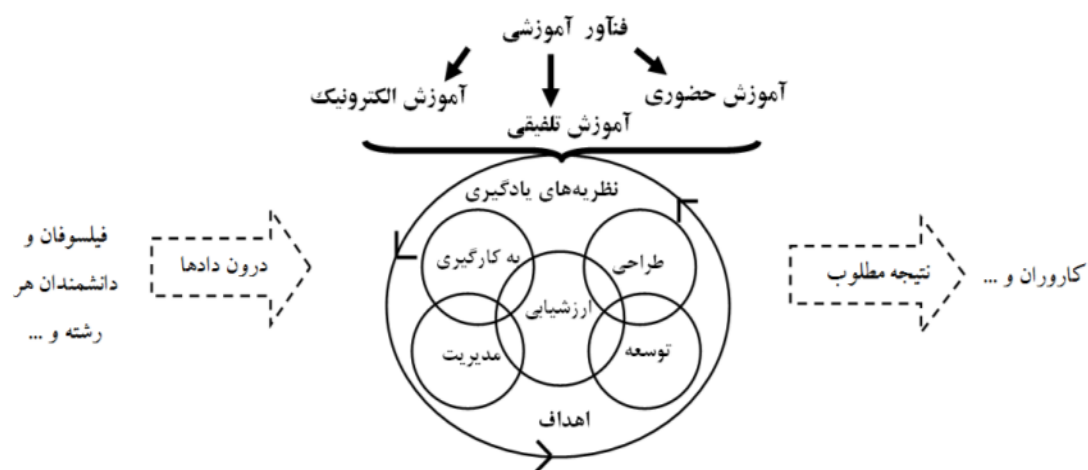 فنآور آموزشی
آموزش حضوری
آموزش الکترونیک
آموزش تلفیقی
نظریه‌های یادگیری
فیلسوفان و
دانشمندان هر
رشته و ...
درون دادها
به کارگیری
طراحی
ارزشیابی
مدیریت
توسعه
اهداف
نتیجه مطلوب
کاروران و ...